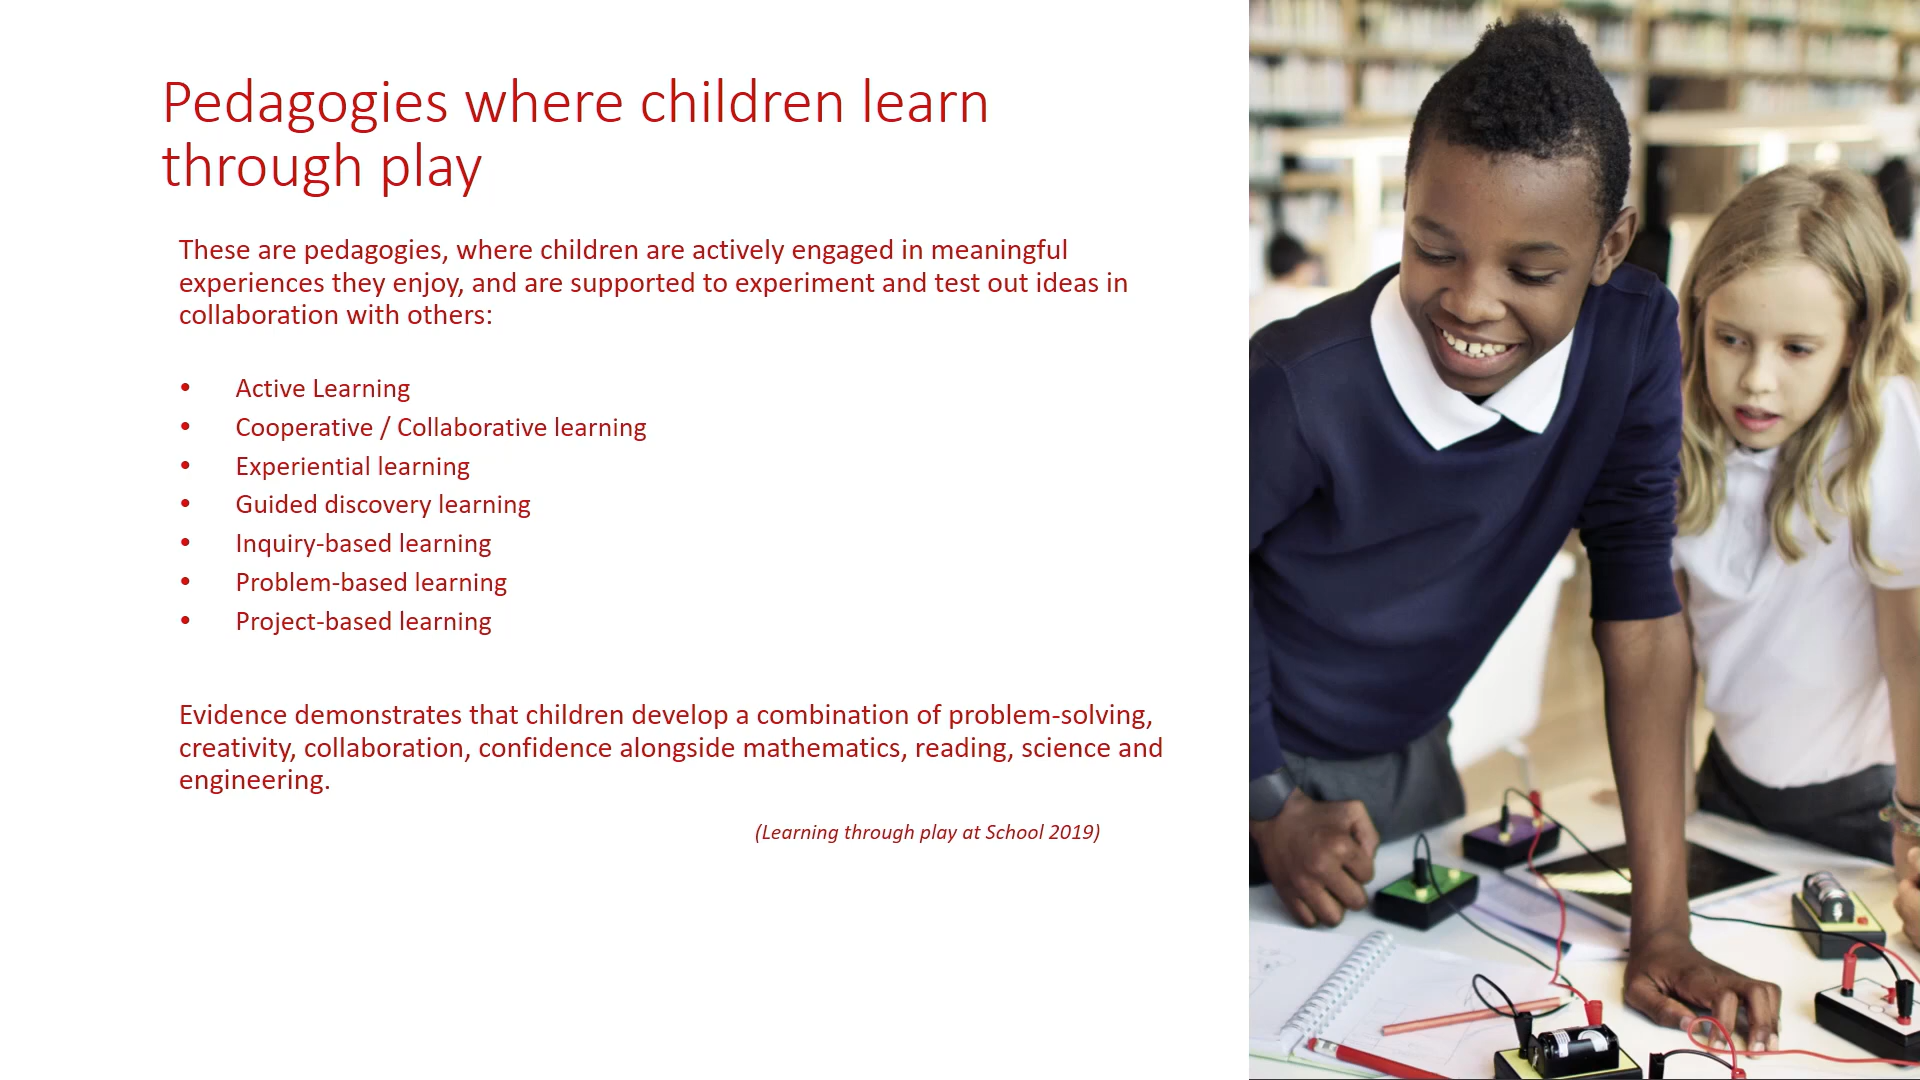 Pedagogies where children learn
through play
These are pedagogies, where children are actively engaged in meaningful
experiences they enjoy, and are supported to experiment and test out ideas in
collaboration with others:
• Active Learning
• Cooperative / Collaborative learning
• Experiential learning
• Guided discovery learning
• Inquiry-based learning
• Problem-based learning
• Project-based learning
Evidence demonstrates that children develop a combination of problem-solving,
creativity, collaboration, confidence alongside mathematics, reading, science and
engineering.
(Learning through play at School 2019)